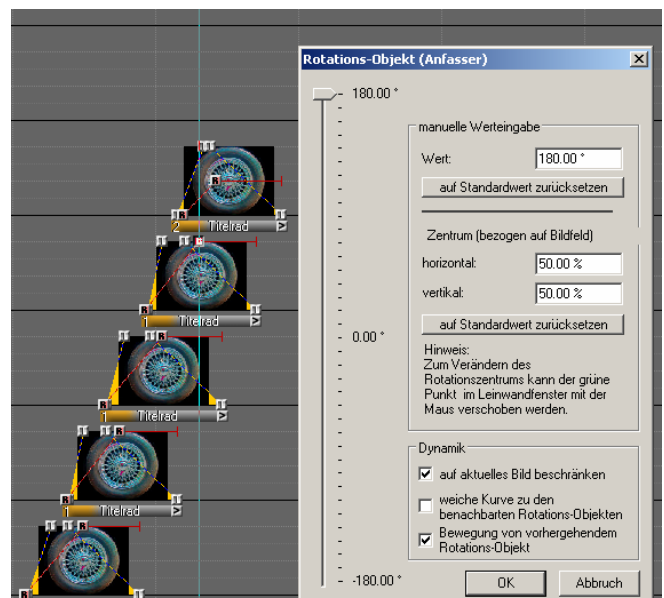 Rotations-Objekt (Anfasser)
180.00 °
manuelle Werteingabe
Wert:
180.00 °
auf Standardwert zurücksetzen
Zentrum (bezogen auf Bildfeld)
horizontal:
50.00 %
vertikal:
50.00 %
auf Standardwert zurücksetzen
0.00 °
Hinweis:
Zum Verändern des
Rotationszentrums kann der grüne
Punkt im Leinwandfenster mit der
Maus verschoben werden.
Dynamik
auf aktuelles Bild beschränken
weiche Kurve zu den
benachbarten Rotations-Objekten
Bewegung von vorhergehendem
Rotations-Objekt
-180.00 °
OK
Abbruch
2 Titelrad
1 Titelrad
1 Titelrad
1 Titelrad